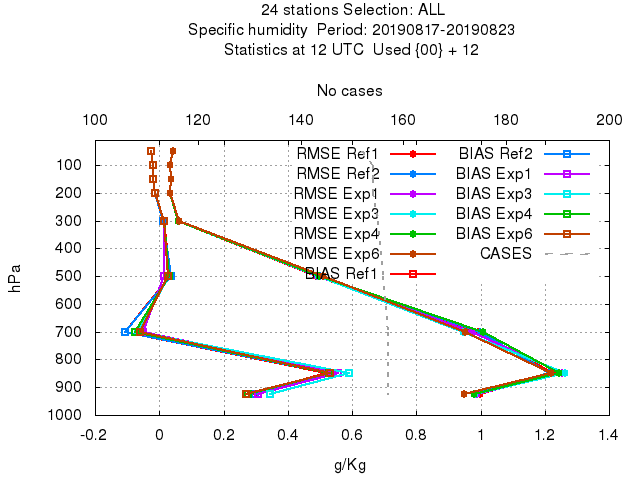 24 stations Selection: ALL
Specific humidity  Period: 20190817-20190823
Statistics at 12 UTC  Used {00} + 12
No cases
100 120 140 160 180 200
100
200
300
400
500
600
700
800
900
1000
hPa
RMSE Ref1
RMSE Ref2
RMSE Exp1
RMSE Exp3
RMSE Exp4
RMSE Exp6
BIAS Ref1
BIAS Ref2
BIAS Exp1
BIAS Exp3
BIAS Exp4
BIAS Exp6
CASES
-0.2 0 0.2 0.4 0.6 0.8 1 1.2 1.4
g/Kg